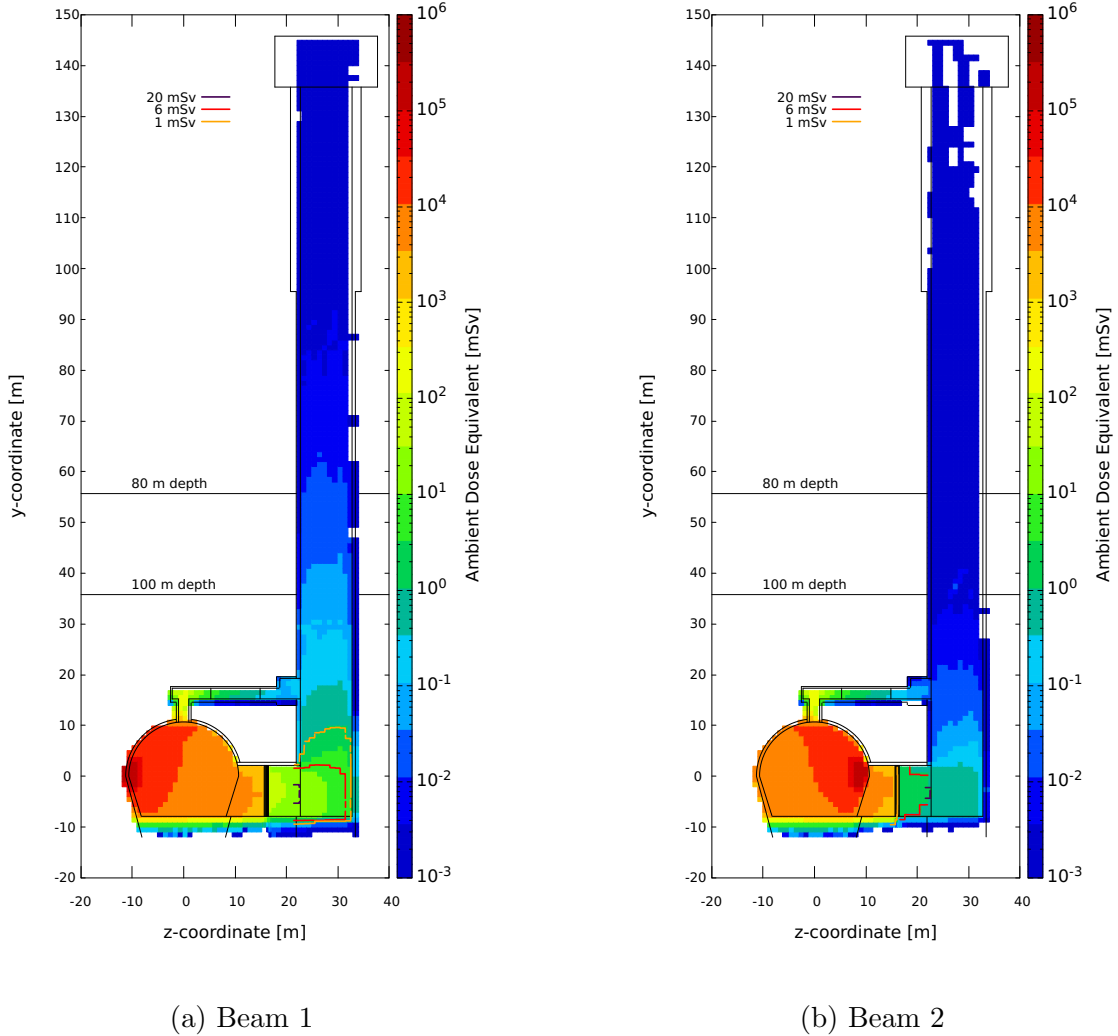 150
140
130
120
110
100
90
80
70
60
50
40
30
20
10
0
-10
-20
-20 -10 0 10 20 30 40
y-coordinate [m]
z-coordinate [m]
20 mSv
6 mSv
1 mSv
80 m depth
100 m depth
10^6
10^5
10^4
10^3
10^2
10^1
10^0
10^-1
10^-2
10^-3
Ambient Dose Equivalent [mSv]
(a) Beam 1
150
140
130
120
110
100
90
80
70
60
50
40
30
20
10
0
-10
-20
-20 -10 0 10 20 30 40
y-coordinate [m]
z-coordinate [m]
20 mSv
6 mSv
1 mSv
80 m depth
100 m depth
10^6
10^5
10^4
10^3
10^2
10^1
10^0
10^-1
10^-2
10^-3
Ambient Dose Equivalent [mSv]
(b) Beam 2